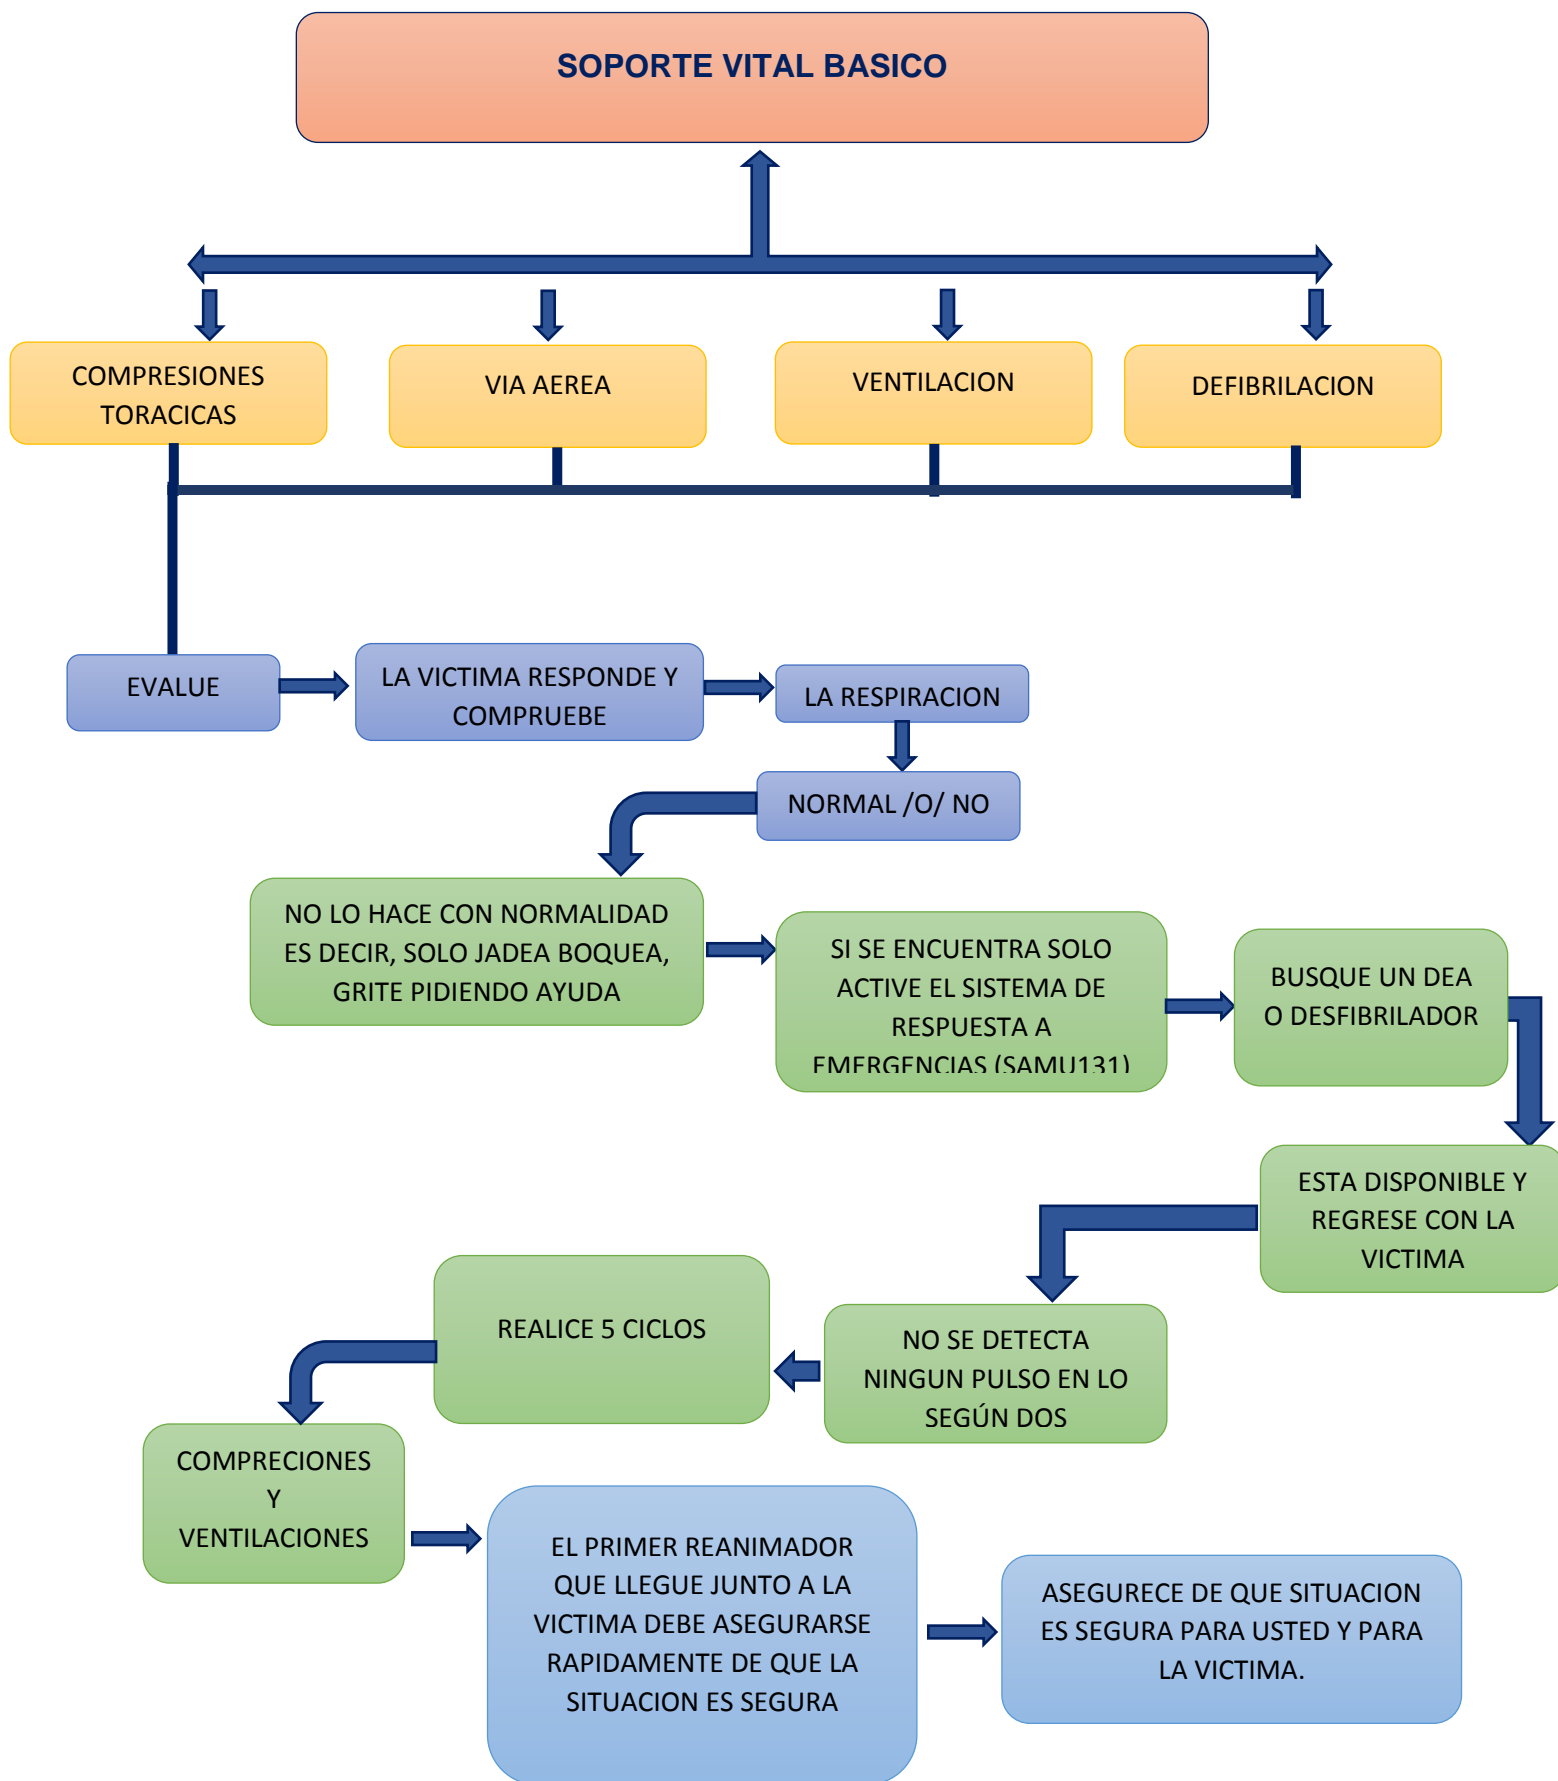 SOPORTE VITAL BASICO
COMPRESIONES
TORACICAS
VIA AEREA
VENTILACION
DEFIBRILACION
EVALUE
LA VICTIMA RESPONDE Y
COMPRUEBE
LA RESPIRACION
NORMAL /O/ NO
NO LO HACE CON NORMALIDAD
ES DECIR, SOLO JADEA BOQUEA,
GRITE PIDIENDO AYUDA
SI SE ENCUENTRA SOLO
ACTIVE EL SISTEMA DE
RESPUESTA A
EMERGENCIAS (SAMU131)
BUSQUE UN DEA
O DESFIBRILADOR
ESTA DISPONIBLE Y
REGRESE CON LA
VICTIMA
NO SE DETECTA
NINGUN PULSO EN LO
SEGÚN DOS
REALICE 5 CICLOS
COMPRECIONES
Y
VENTILACIONES
EL PRIMER REANIMADOR
QUE LLEGUE JUNTO A LA
VICTIMA DEBE ASEGURARSE
RAPIDAMENTE DE QUE LA
SITUACION ES SEGURA
ASEGURECE DE QUE SITUACION
ES SEGURA PARA USTED Y PARA
LA VICTIMA.